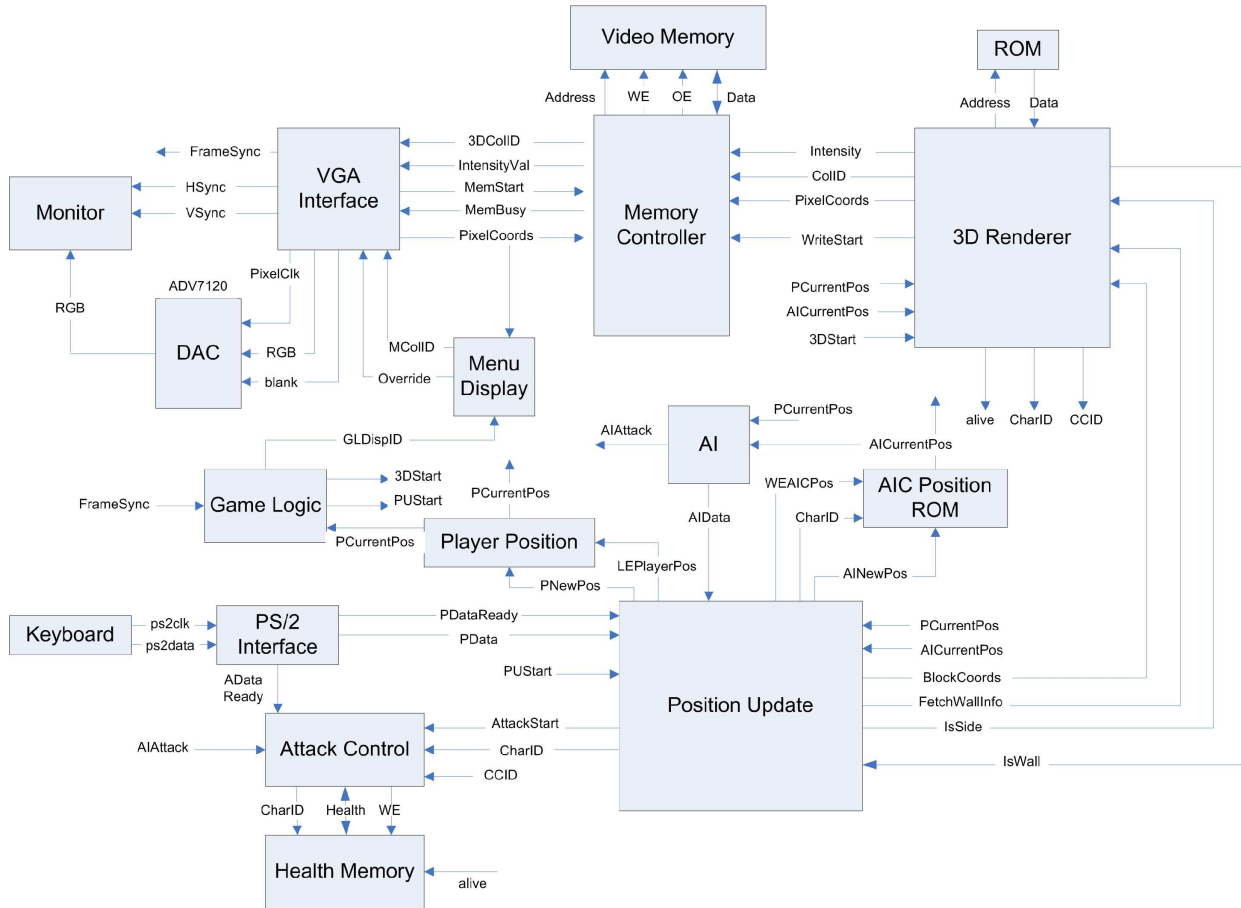 Video Memory
ROM
Address
WE
OE
Data
Address
Data
FrameSync
HSync
VSync
Monitor
VGA
Interface
3DColID
IntensityVal
MemStart
MemBusy
PixelCoords
Memory
Controller
Intensity
ColID
PixelCoords
WriteStart
PCurrentPos
AICurrentPos
3DStart
3D Renderer
PixelClk
ADV7120
RGB
DAC
RGB
blank
MColID
Override
Menu
Display
alive
CharID
CCID
GLDispID
AIAttack
AI
PCurrentPos
AICurrentPos
FrameSync
Game Logic
3DStart
PUStart
PCurrentPos
PCurrentPos
Player Position
LEPlayerPos
PNewPos
AIData
WEAICPos
CharID
AIC Position
ROM
AINewPos
Keyboard
ps2clk
ps2data
PS/2
Interface
PDataReady
PData
PUStart
Position Update
PCurrentPos
AICurrentPos
BlockCoords
FetchWallInfo
IsSide
IsWall
AData
Ready
AIAttack
Attack Control
AttackStart
CharID
CCID
CharID
Health
WE
Health Memory
alive